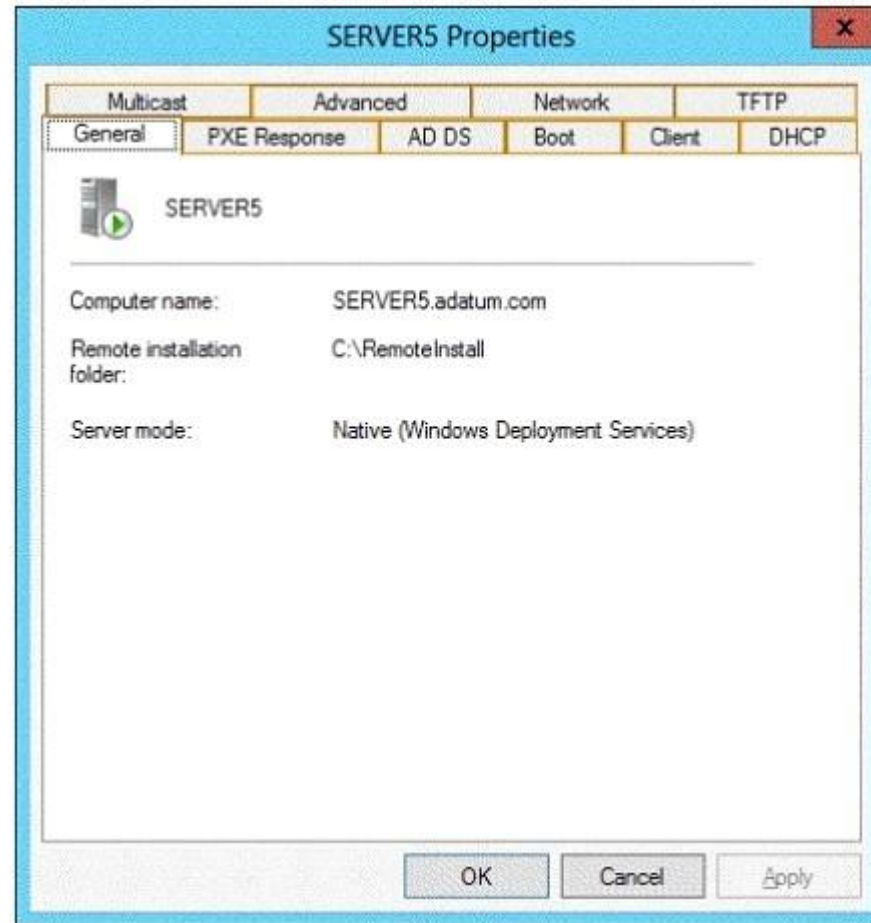 SERVER5 Properties
x
Multicast Advanced Network TFTP
General PXE Response AD DS Boot Client DHCP
SERVER5
Computer name: SERVER5.adatum.com
Remote installation C:\RemoteInstall
folder:
Server mode: Native (Windows Deployment Services)
OK Cancel Apply